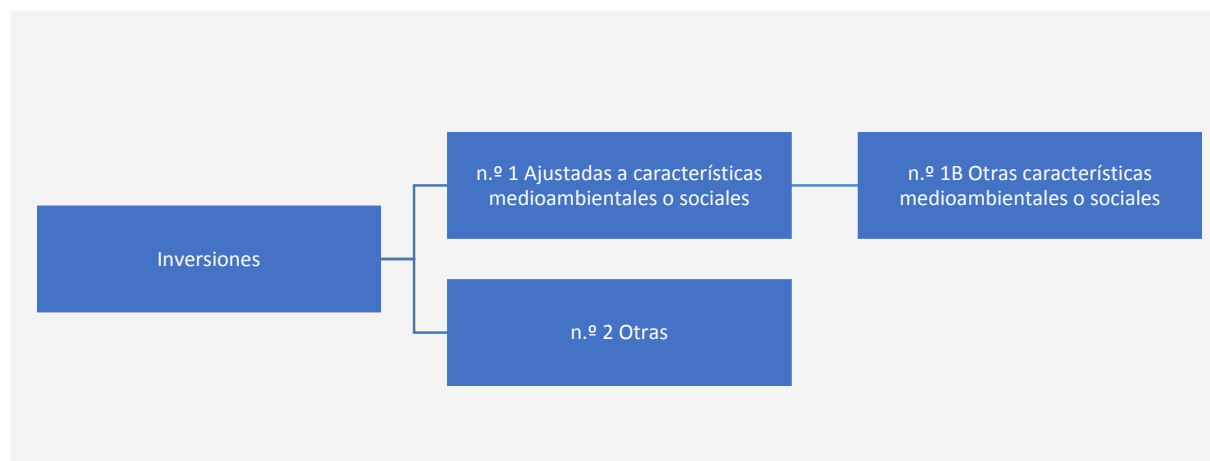 n.º 1 Ajustadas a características
medioambientales o sociales
n.º 1B Otras características
medioambientales o sociales
Inversiones
n.º 2 Otras